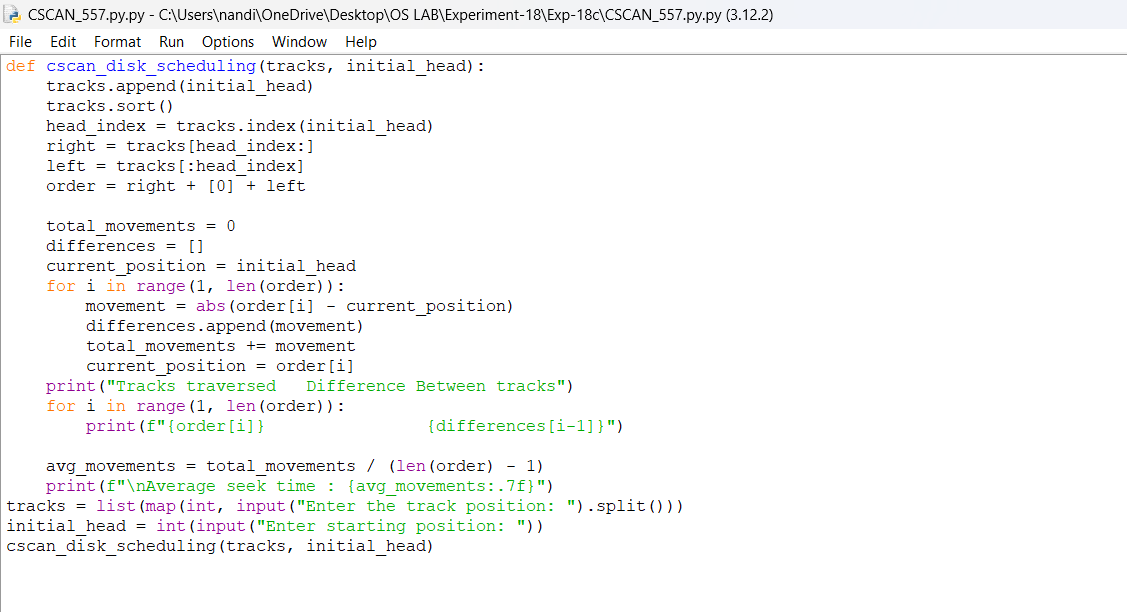 CSCAN_557.py.py - C:\Users\nandi\OneDrive\Desktop\OS LAB\Experiment-18\Exp-18c\CSCAN_557.py.py (3.12.2)
File Edit Format Run Options Window Help
def cscan_disk_scheduling(tracks, initial_head):
    tracks.append(initial_head)
    tracks.sort()
    head_index = tracks.index(initial_head)
    right = tracks[head_index:]
    left = tracks[:head_index]
    order = right + [0] + left

    total_movements = 0
    differences = []
    current_position = initial_head
    for i in range(1, len(order)):
        movement = abs(order[i] - current_position)
        differences.append(movement)
        total_movements += movement
        current_position = order[i]
    print("Tracks traversed   Difference Between tracks")
    for i in range(1, len(order)):
        print(f"{order[i]}                {differences[i-1]}")

    avg_movements = total_movements / (len(order) - 1)
    print(f"\nAverage seek time : {avg_movements:.7f}")
tracks = list(map(int, input("Enter the track position: ").split()))
initial_head = int(input("Enter starting position: "))
cscan_disk_scheduling(tracks, initial_head)